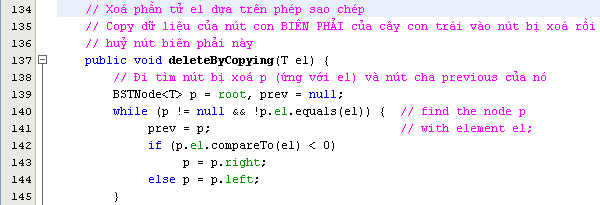 134 // Xoá phần tử el dựa trên phép sao chép
135 // Copy dữ liệu của nút con BIÊN PHẢI của cây con trái vào nút bị xoá rồi
136 // huỷ nút biên phải này
137 public void deleteByCopying(T el) {
138 // Đi tìm nút bị xoá p (ứng với el) và nút cha previous của nó
139 BSTNode<T> p = root, prev = null;
140 while (p != null && !p.el.equals(el)) { // find the node p
141 prev = p; // with element el;
142 if (p.el.compareTo(el) < 0)
143 p = p.right;
144 else p = p.left;
145 }